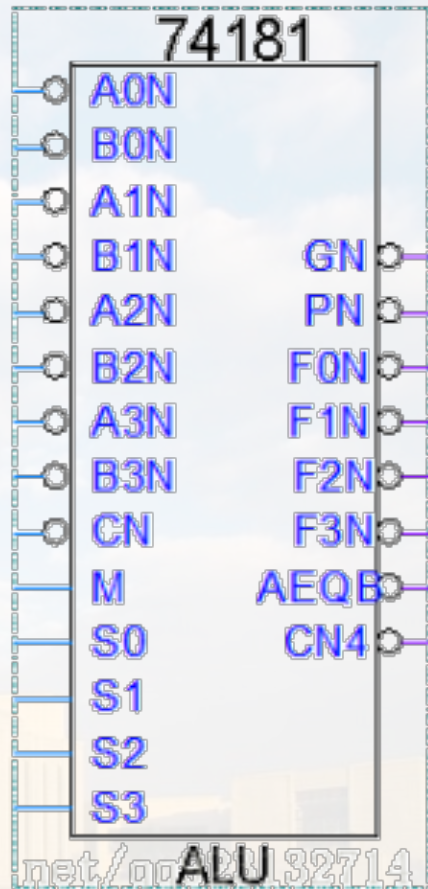 74181
A0N
B0N
A1N
B1N GN
A2N PN
B2N F0N
A3N F1N
B3N F2N
CN F3N
M AEQB
S0 CN4
S1
S2
S3
ALU